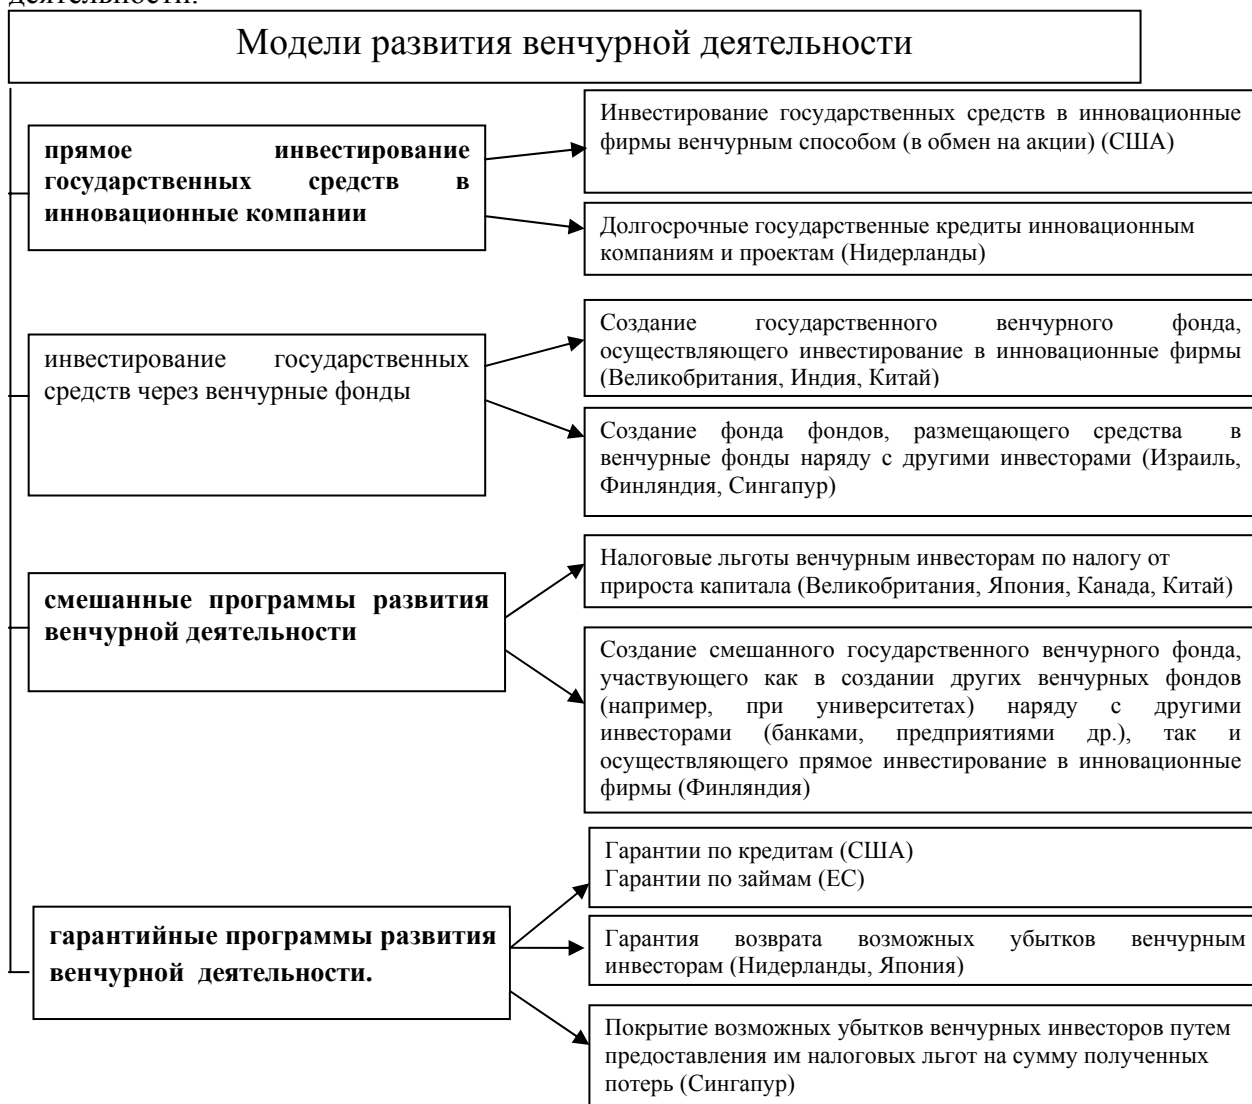 деятельности.
Модели развития венчурной деятельности
прямое инвестирование
государственных средств в
инновационные компании
Инвестирование государственных средств в инновационные
фирмы венчурным способом (в обмен на акции) (США)
Долгосрочные государственные кредиты инновационным
компаниям и проектам (Нидерланды)
инвестирование государственных
средств через венчурные фонды
Создание государственного венчурного фонда,
осуществляющего инвестирование в инновационные фирмы
(Великобритания, Индия, Китай)
Создание фонда фондов, размещающего средства в
венчурные фонды наряду с другими инвесторами (Израиль,
Финляндия, Сингапур)
смешанные программы развития
венчурной деятельности
Налоговые льготы венчурным инвесторам по налогу от
прироста капитала (Великобритания, Япония, Канада, Китай)
Создание смешанного государственного венчурного фонда,
участвующего как в создании других венчурных фондов
(например, при университетах) наряду с другими
инвесторами (банками, предприятиями др.), так и
осуществляющего прямое инвестирование в инновационные
фирмы (Финляндия)
гарантийные программы развития
венчурной деятельности.
Гарантии по кредитам (США)
Гарантии по займам (ЕС)
Гарантия возврата возможных убытков венчурным
инвесторам (Нидерланды, Япония)
Покрытие возможных убытков венчурных инвесторов путем
предоставления им налоговых льгот на сумму полученных
потерь (Сингапур)